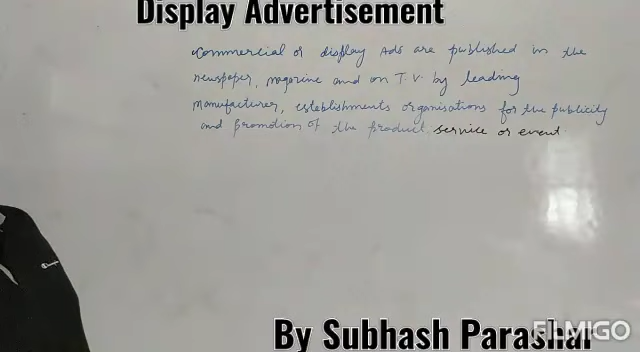 Display Advertisement
Commercial or display Ads are published in the
newspaper, magazine and on T.V. by leading
manufacturer, establishments organisations for the publicity
and promotion of the product service or event.
Champion
By Subhash Parashar
FILMIGO